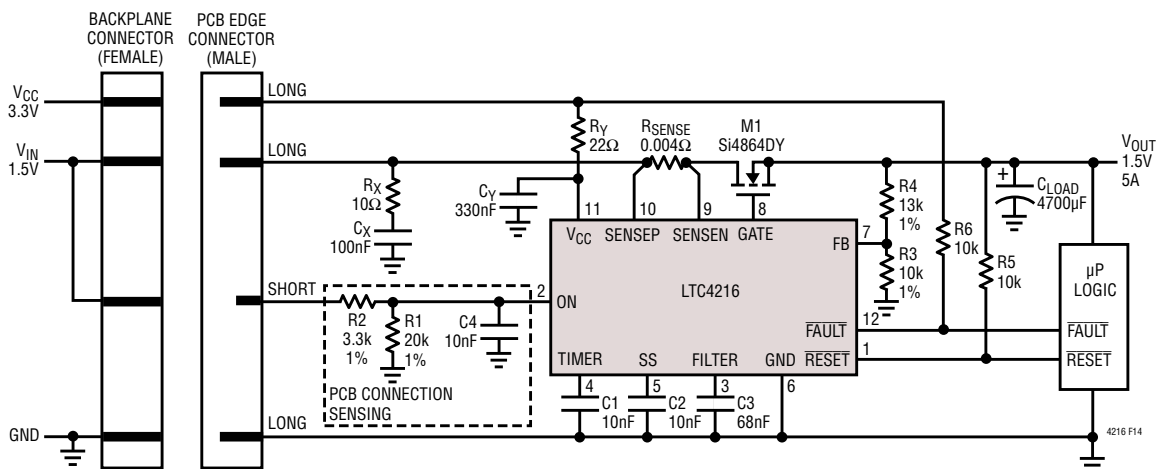 BACKPLANE
CONNECTOR
(FEMALE)
PCB EDGE
CONNECTOR
(MALE)
VCC
3.3V
VIN
1.5V
GND
LONG
LONG
SHORT
LONG
RX
10Ω
CX
100nF
RY
22Ω
CY
330nF
RSENSE
0.004Ω
M1
Si4864DY
VOUT
1.5V
5A
+
CLOAD
4700µF
R4
13k
1%
R3
10k
1%
R6
10k
R5
10k
11
10
9
8
7
VCC
SENSEP
SENSEN
GATE
FB
LTC4216
2
ON
12
FAULT
1
RESET
TIMER
SS
FILTER
GND
4
5
3
6
R2
3.3k
1%
R1
20k
1%
C4
10nF
PCB CONNECTION
SENSING
C1
10nF
C2
10nF
C3
68nF
µP
LOGIC
FAULT
RESET
4216 F14